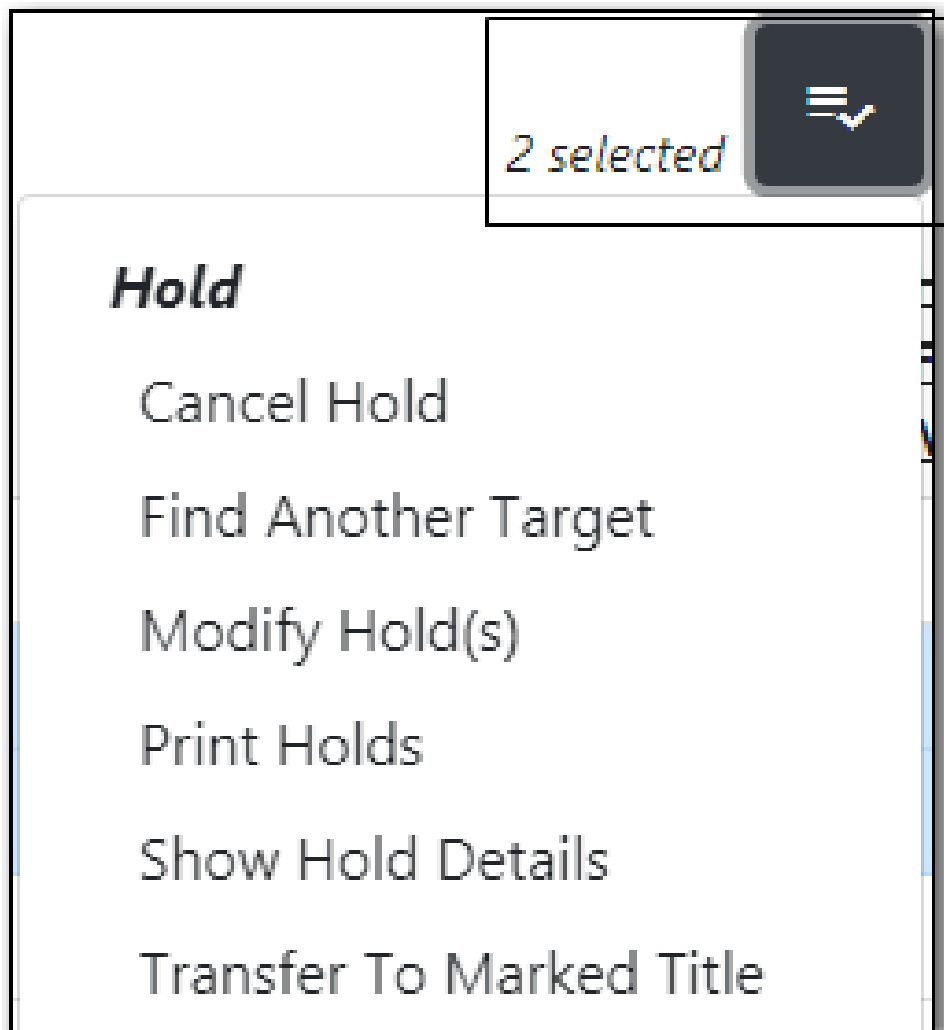 2 selected
Hold
Cancel Hold
Find Another Target
Modify Hold(s)
Print Holds
Show Hold Details
Transfer To Marked Title